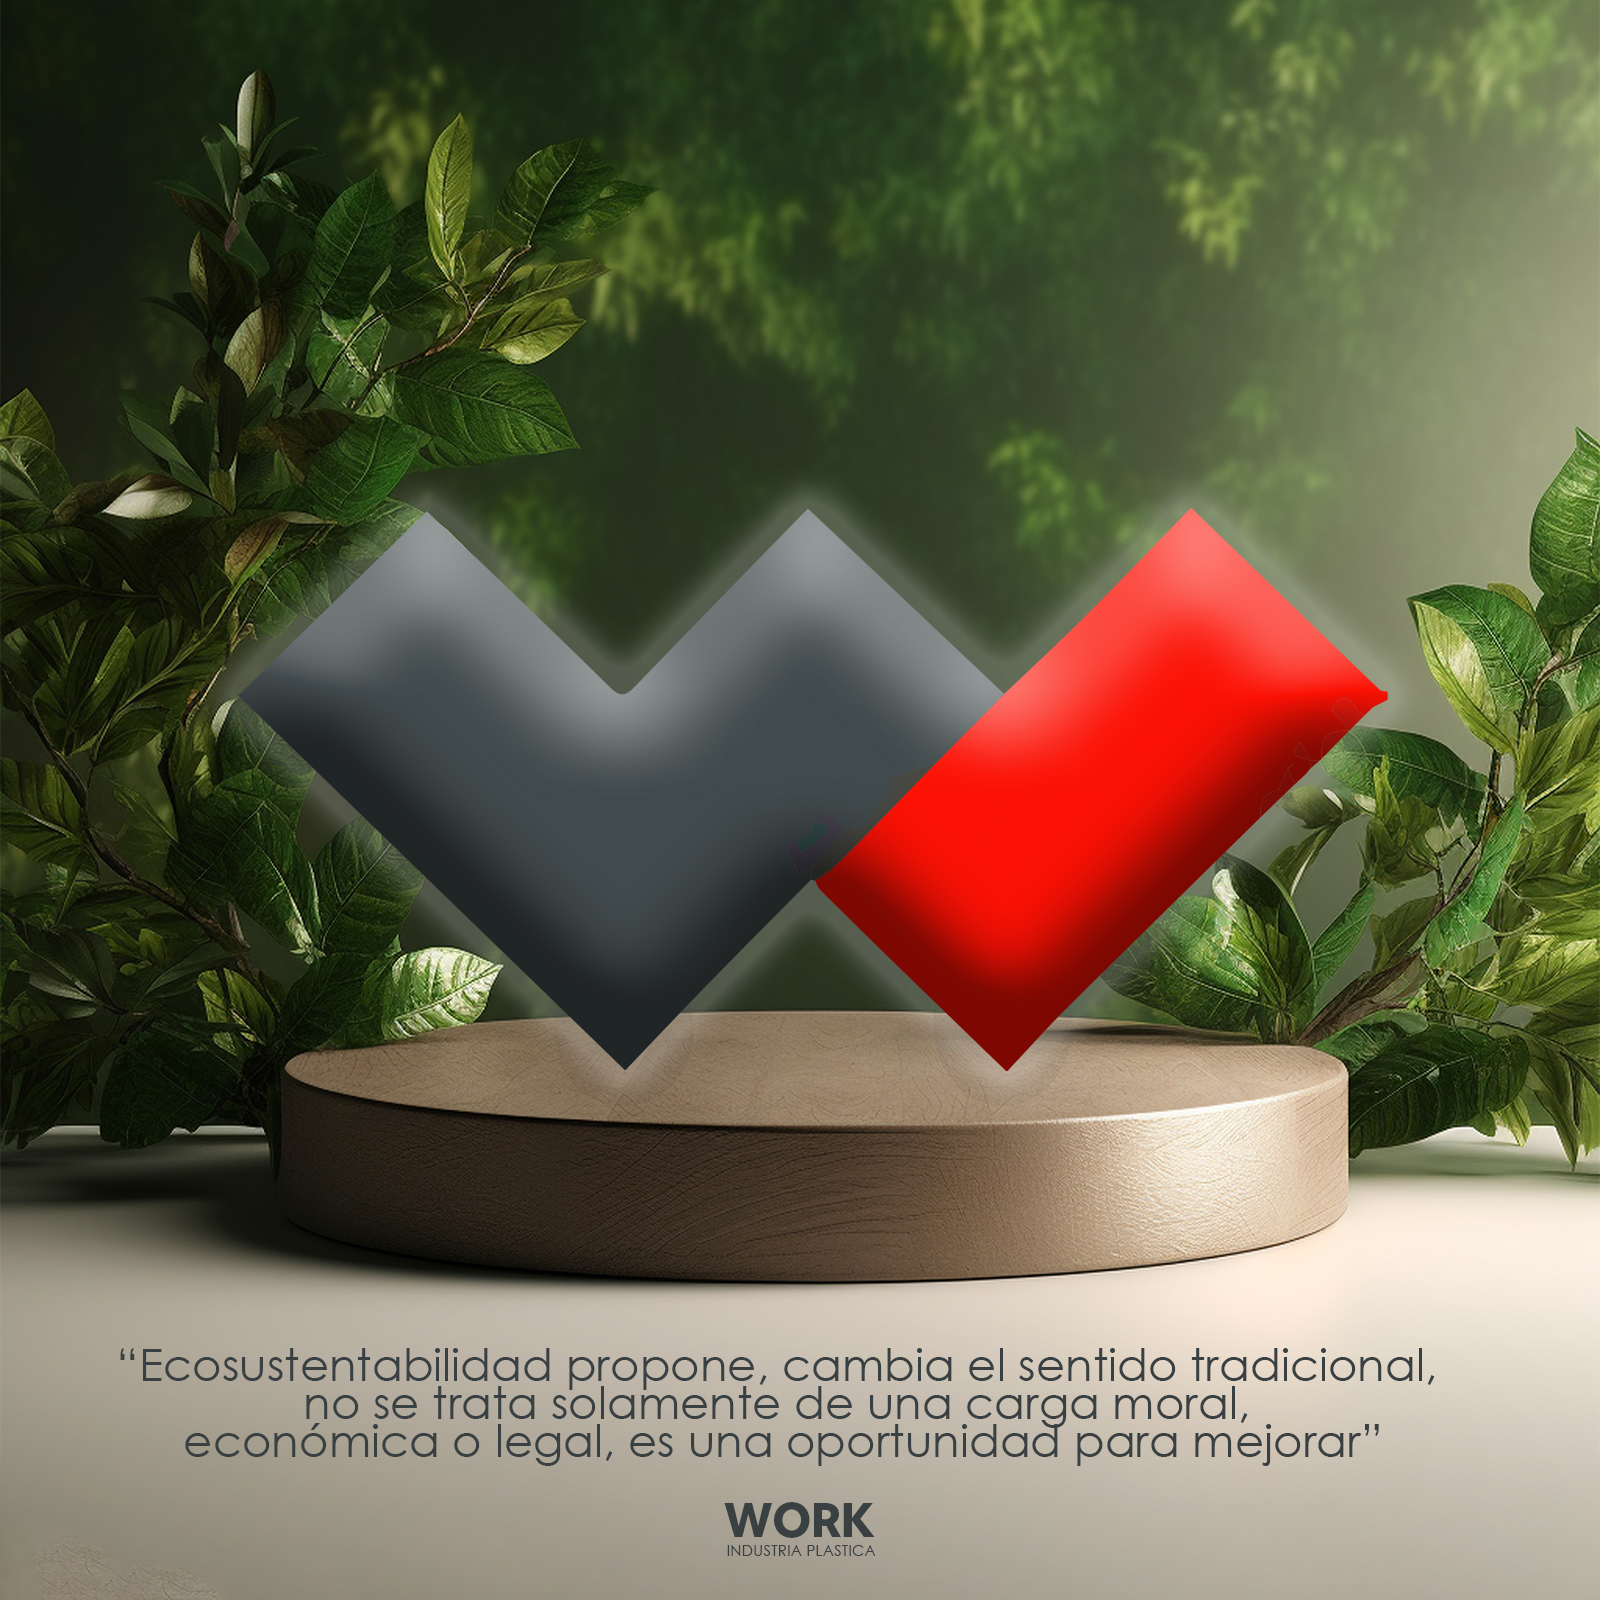 “Ecosustentabilidad propone, cambia el sentido tradicional,
no se trata solamente de una carga moral,
económica o legal, es una oportunidad para mejorar”
WORK
INDUSTRIA PLASTICA